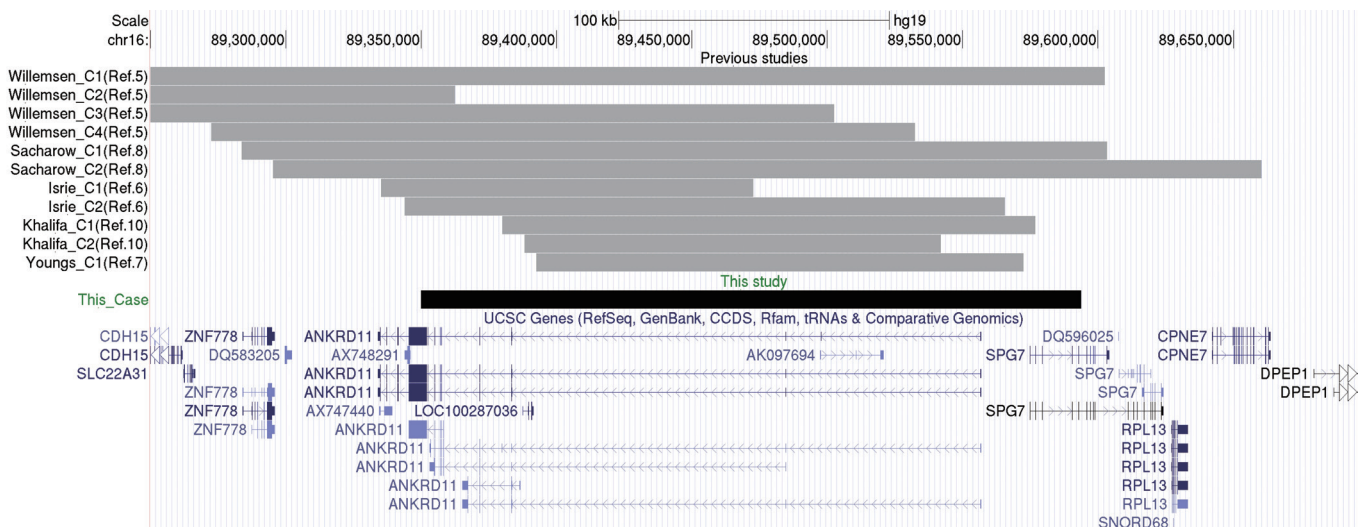 Scale 100 kb hg19
chr16: 89,300,000 89,350,000 89,400,000 89,450,000 89,500,000 89,550,000 89,600,000 89,650,000
Previous studies
Willemsen_C1(Ref.5)
Willemsen_C2(Ref.5)
Willemsen_C3(Ref.5)
Willemsen_C4(Ref.5)
Sacharow_C1(Ref.8)
Sacharow_C2(Ref.8)
Isrie_C1(Ref.6)
Isrie_C2(Ref.6)
Khalifa_C1(Ref.10)
Khalifa_C2(Ref.10)
Youngs_C1(Ref.7)
This study
This_Case
UCSC Genes (RefSeq, GenBank, CCDS, Rfam, tRNAs & Comparative Genomics)
CDH15 ZNF778 ANKRD11 DQ596025 CPNE7
CDH15 DQ583205 AX748291 AK097694 SPG7 CPNE7
SLC22A31 ANKRD11 SPG7 DPEP1
ZNF778 ANKRD11 SPG7 DPEP1
ZNF778 AX747440 LOC100287036 SPG7
ZNF778 ANKRD11 RPL13
ANKRD11 RPL13
ANKRD11 RPL13
ANKRD11 RPL13
ANKRD11 RPL13
SNORD68